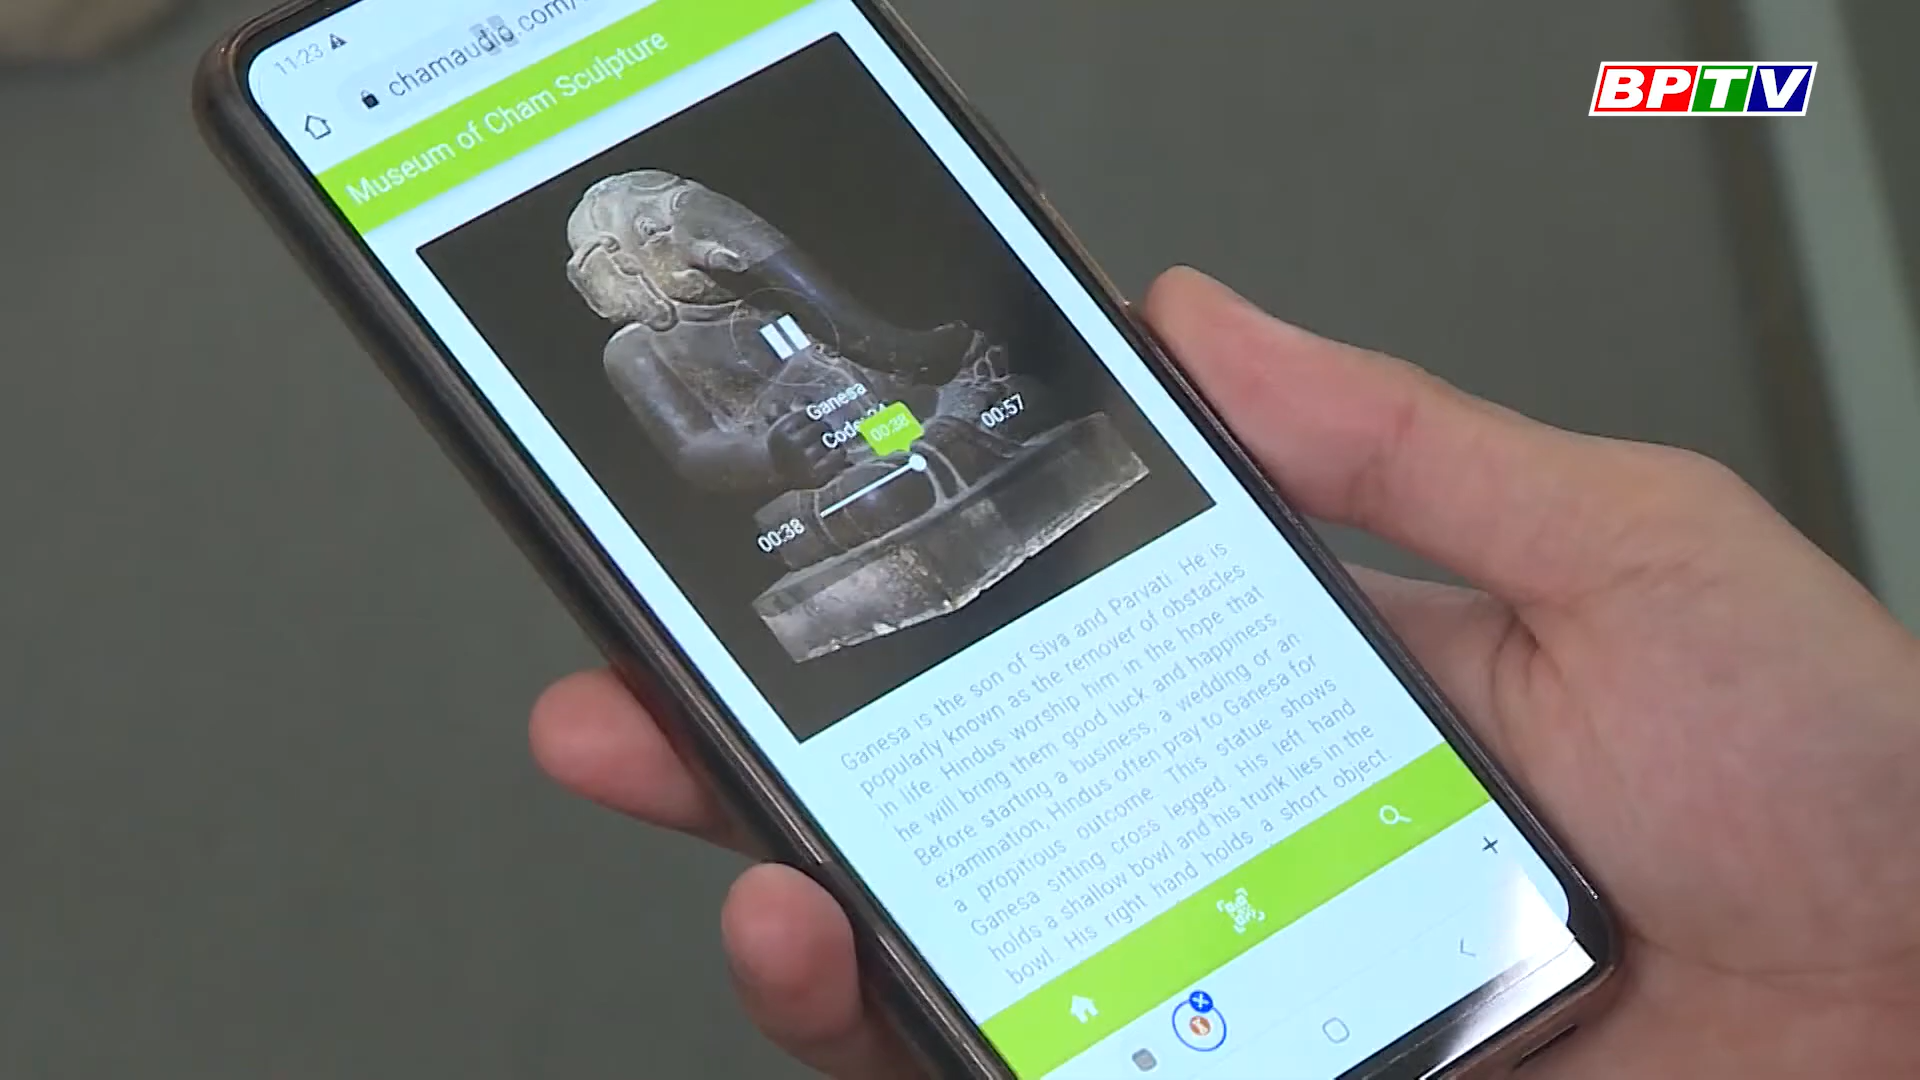 BPTV
11:23
chamaudio.com/
Museum of Cham Sculpture
Ganesa
Code
00:38
00:57
00:38
Ganesa is the son of Siva and Parvati. He is
popularly known as the remover of obstacles
in life. Hindus worship him in the hope that
he will bring them good luck and happiness.
Before starting a business, a wedding or an
examination, Hindus often pray to Ganesa for
a propitious outcome. This statue shows
Ganesa sitting cross legged. His left hand
holds a shallow bowl and his trunk lies in the
bowl. His right hand holds a short object.